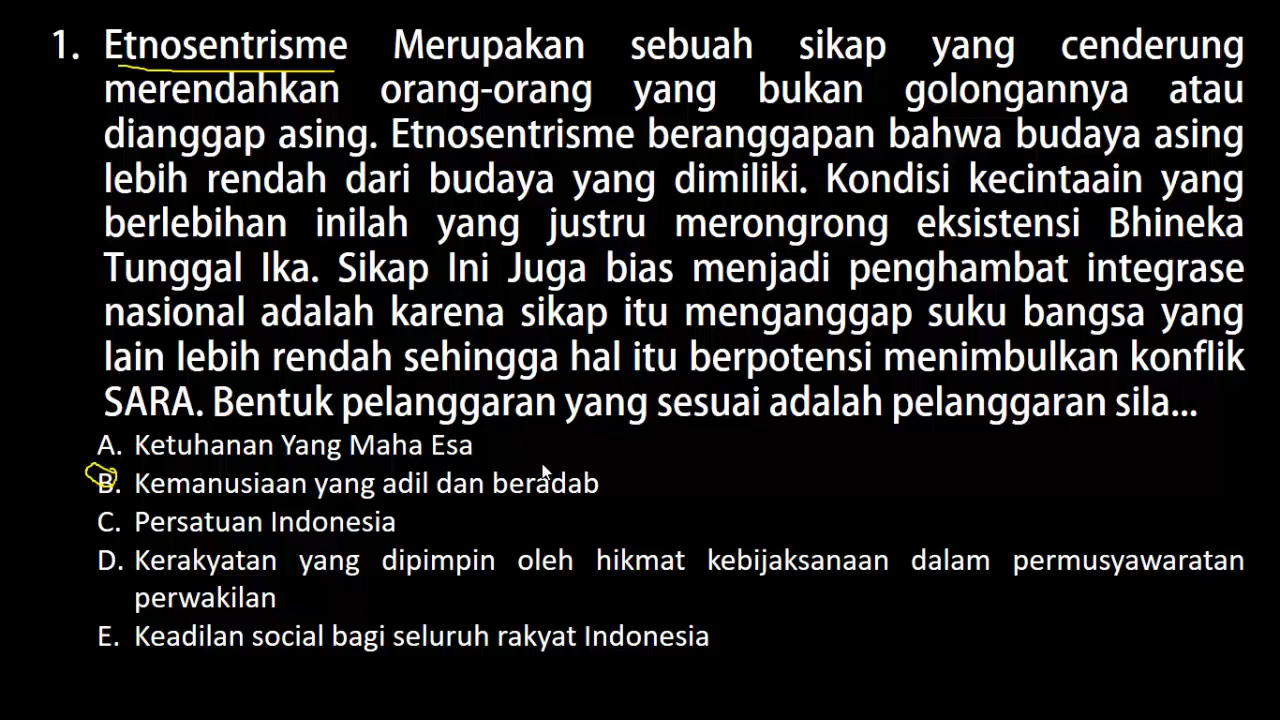 1. Etnosentrisme Merupakan sebuah sikap yang cenderung
merendahkan orang-orang yang bukan golongannya atau
dianggap asing. Etnosentrisme beranggapan bahwa budaya asing
lebih rendah dari budaya yang dimiliki. Kondisi kecintaain yang
berlebihan inilah yang justru merongrong eksistensi Bhineka
Tunggal Ika. Sikap Ini Juga bias menjadi penghambat integrase
nasional adalah karena sikap itu menganggap suku bangsa yang
lain lebih rendah sehingga hal itu berpotensi menimbulkan konflik
SARA. Bentuk pelanggaran yang sesuai adalah pelanggaran sila...
A. Ketuhanan Yang Maha Esa
B. Kemanusiaan yang adil dan beradab
C. Persatuan Indonesia
D. Kerakyatan yang dipimpin oleh hikmat kebijaksanaan dalam permusyawaratan
perwakilan
E. Keadilan social bagi seluruh rakyat Indonesia